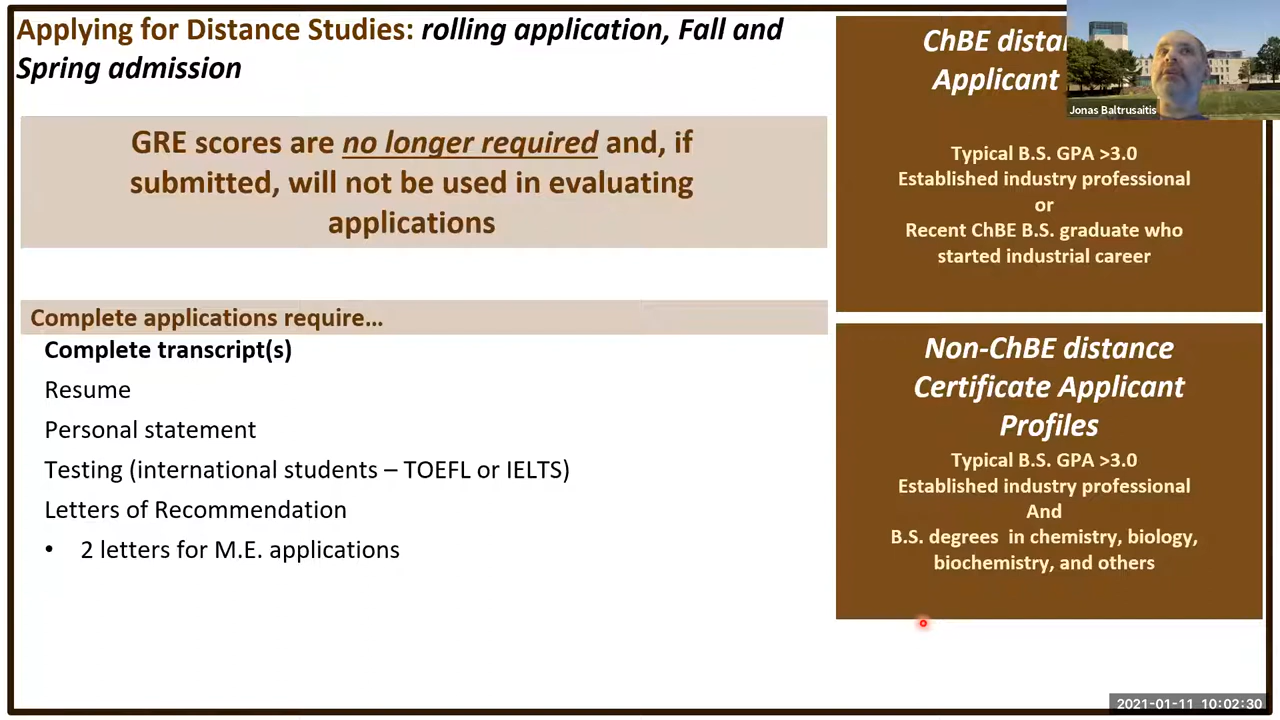 Applying for Distance Studies: rolling application, Fall and
Spring admission
GRE scores are no longer required and, if
submitted, will not be used in evaluating
applications
Complete applications require…
Complete transcript(s)
Resume
Personal statement
Testing (international students – TOEFL or IELTS)
Letters of Recommendation
• 2 letters for M.E. applications
ChBE
Applicant
Typical B.S. GPA >3.0
Established industry professional
or
Recent ChBE B.S. graduate who
started industrial career
Non-ChBE distance
Certificate Applicant
Profiles
Typical B.S. GPA >3.0
Established industry professional
And
B.S. degrees in chemistry, biology,
biochemistry, and others
Jonas Baltrusaitis
2021-01-11 10:02:30